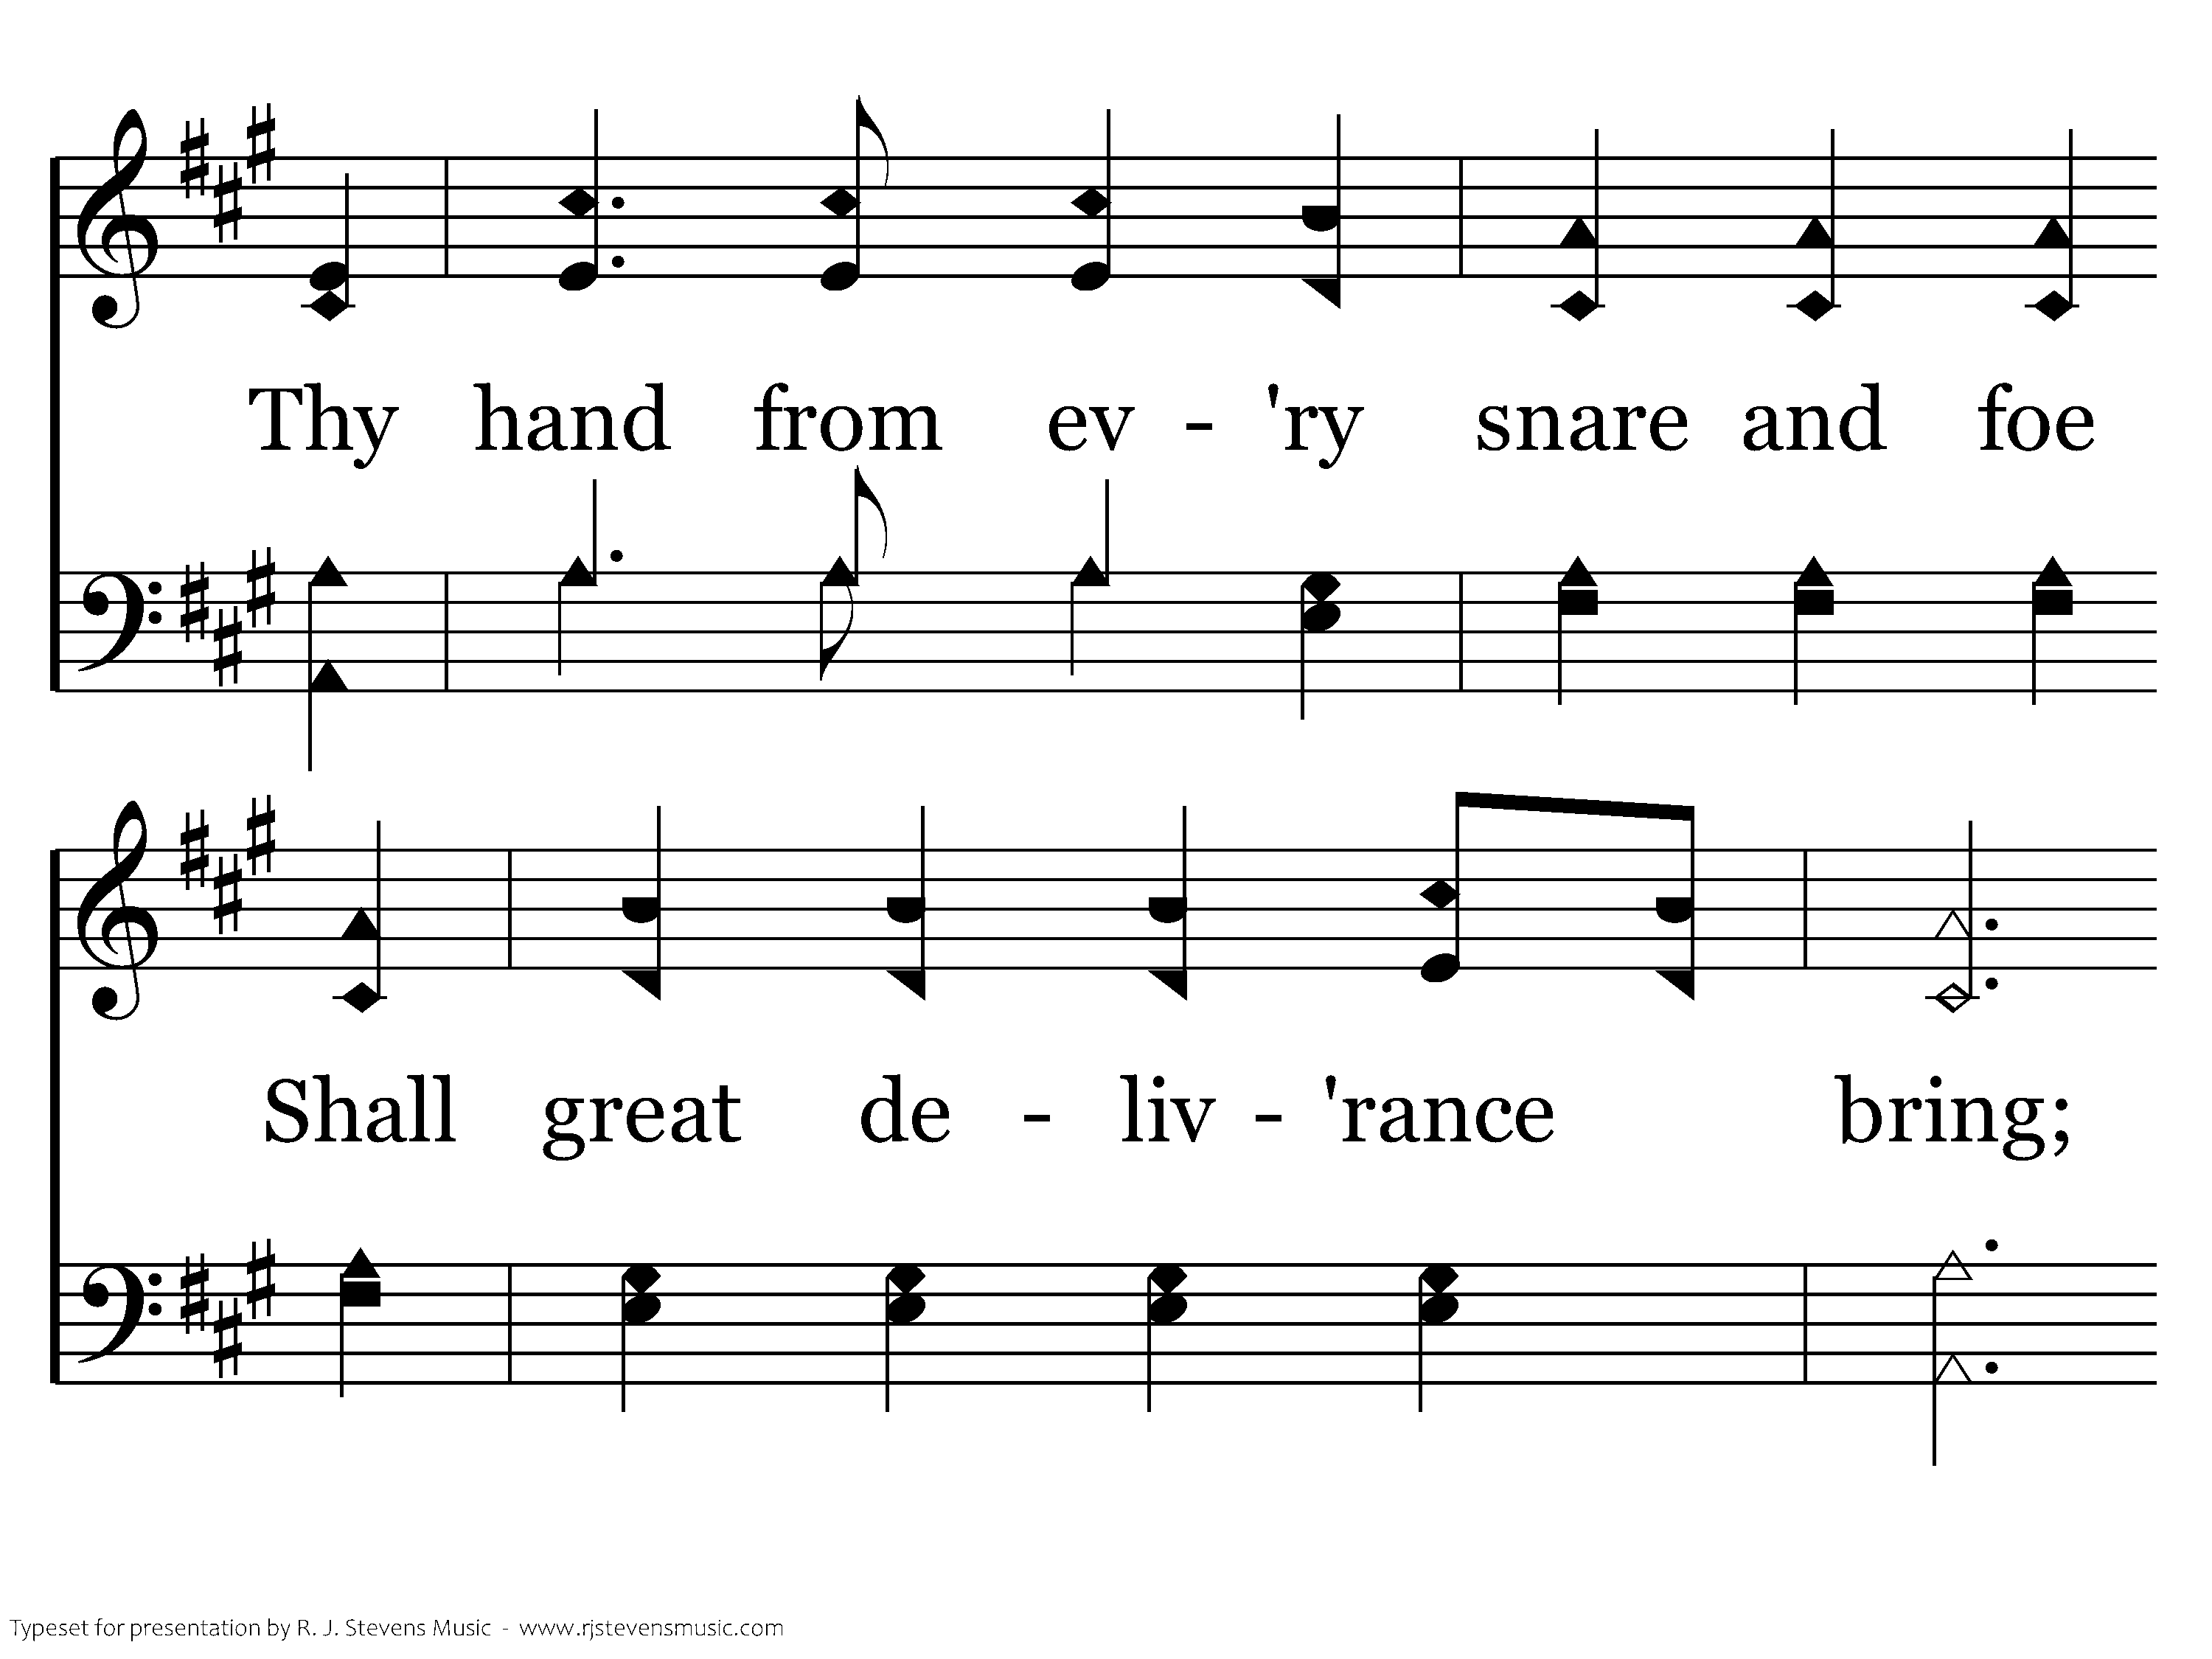 Thy hand from ev - 'ry snare and foe
Shall great de - liv - 'rance bring;
Typeset for presentation by R. J. Stevens Music - www.rjstevensmusic.com